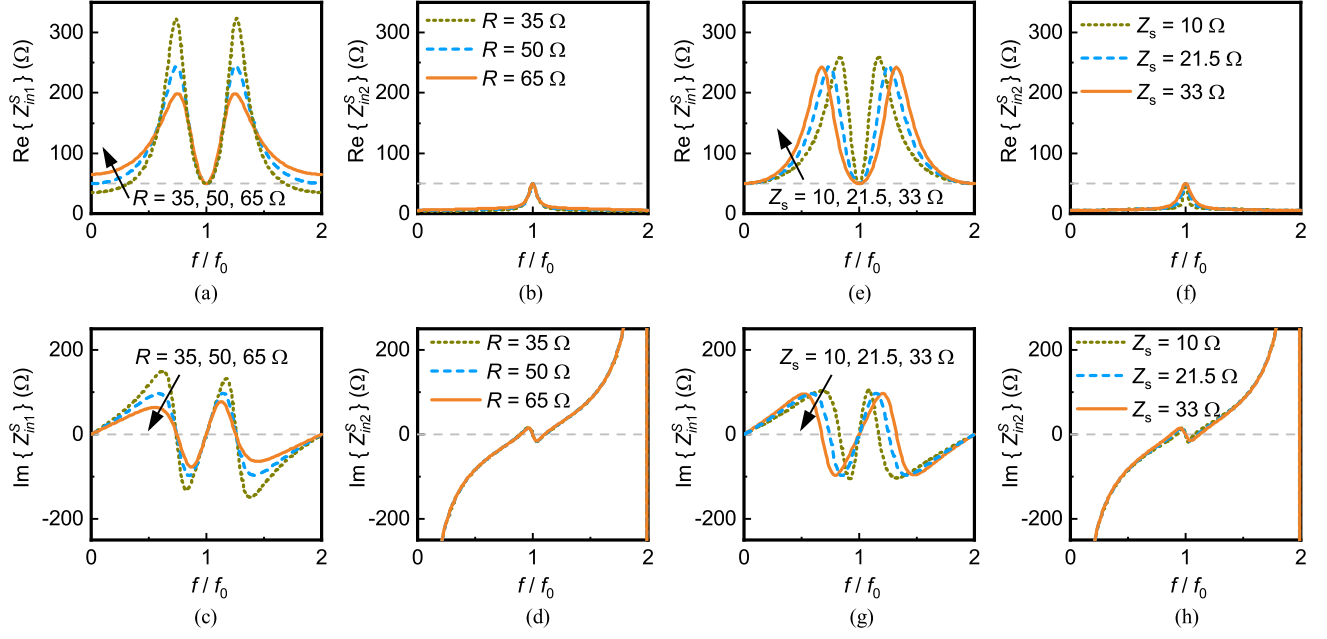 Re { Z^S_in1 } (Ω)
300
200
100
0
R = 35 Ω
R = 50 Ω
R = 65 Ω
R = 35, 50, 65 Ω
0 1 2
f / f0
(a)
Re { Z^S_in2 } (Ω)
300
200
100
0
R = 35 Ω
R = 50 Ω
R = 65 Ω
0 1 2
f / f0
(b)
Re { Z^S_in1 } (Ω)
300
200
100
0
Zs = 10, 21.5, 33 Ω
0 1 2
f / f0
(e)
Re { Z^S_in2 } (Ω)
300
200
100
0
Zs = 10 Ω
Zs = 21.5 Ω
Zs = 33 Ω
0 1 2
f / f0
(f)
Im { Z^S_in1 } (Ω)
200
0
-200
R = 35, 50, 65 Ω
0 1 2
f / f0
(c)
Im { Z^S_in2 } (Ω)
200
0
-200
R = 35 Ω
R = 50 Ω
R = 65 Ω
0 1 2
f / f0
(d)
Im { Z^S_in1 } (Ω)
200
0
-200
Zs = 10, 21.5, 33 Ω
0 1 2
f / f0
(g)
Im { Z^S_in2 } (Ω)
200
0
-200
Zs = 10 Ω
Zs = 21.5 Ω
Zs = 33 Ω
0 1 2
f / f0
(h)